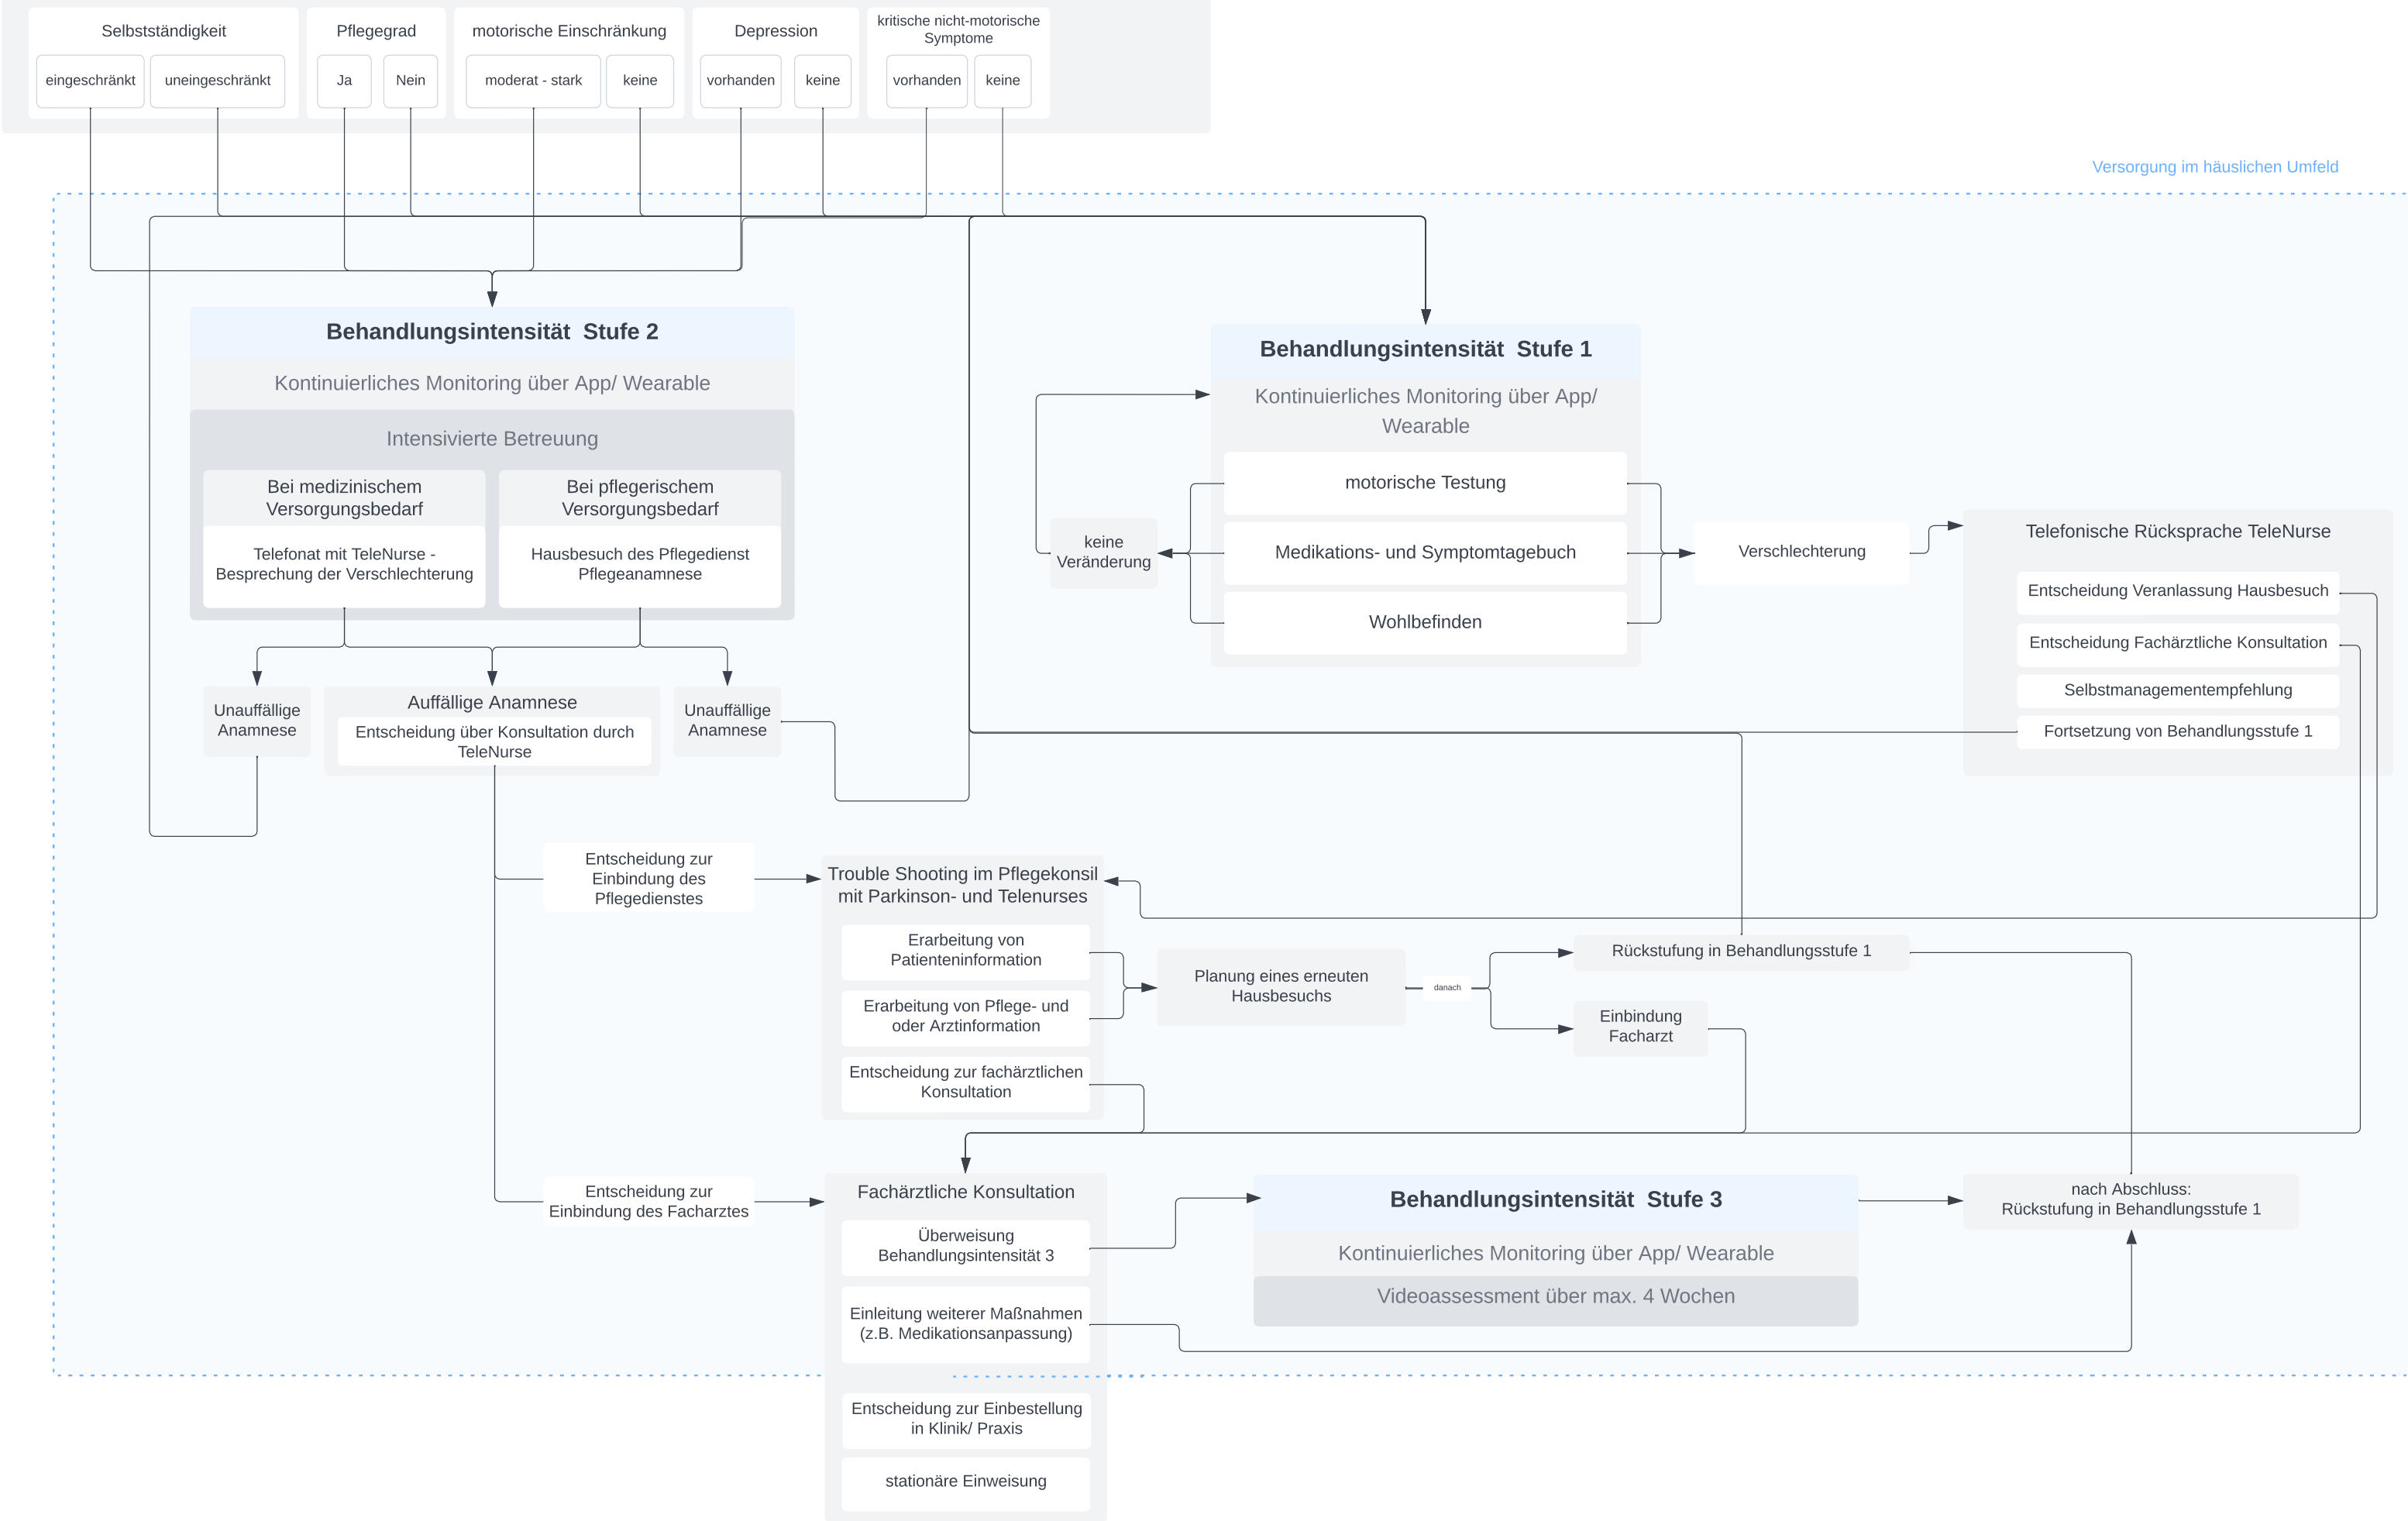 Selbstständigkeit
eingeschränkt
uneingeschränkt
Pflegegrad
Ja
Nein
motorische Einschränkung
moderat - stark
keine
Depression
vorhanden
keine
kritische nicht-motorische
Symptome
vorhanden
keine
Versorgung im häuslichen Umfeld
Behandlungsintensität  Stufe 2
Kontinuierliches Monitoring über App/ Wearable
Intensivierte Betreuung
Bei medizinischem
Versorgungsbedarf
Telefonat mit TeleNurse -
Besprechung der Verschlechterung
Bei pflegerischem
Versorgungsbedarf
Hausbesuch des Pflegedienst
Pflegeanamnese
Behandlungsintensität  Stufe 1
Kontinuierliches Monitoring über App/
Wearable
motorische Testung
Medikations- und Symptomtagebuch
Wohlbefinden
keine
Veränderung
Verschlechterung
Telefonische Rücksprache TeleNurse
Entscheidung Veranlassung Hausbesuch
Entscheidung Fachärztliche Konsultation
Selbstmanagementempfehlung
Fortsetzung von Behandlungsstufe 1
Unauffällige
Anamnese
Auffällige Anamnese
Entscheidung über Konsultation durch
TeleNurse
Unauffällige
Anamnese
Entscheidung zur
Einbindung des
Pflegedienstes
Trouble Shooting im Pflegekonsil
mit Parkinson- und Telenurses
Erarbeitung von
Patienteninformation
Erarbeitung von Pflege- und
oder Arztinformation
Entscheidung zur fachärztlichen
Konsultation
Planung eines erneuten
Hausbesuchs
danach
Rückstufung in Behandlungsstufe 1
Einbindung
Facharzt
Entscheidung zur
Einbindung des Facharztes
Fachärztliche Konsultation
Überweisung
Behandlungsintensität 3
Einleitung weiterer Maßnahmen
(z.B. Medikationsanpassung)
Entscheidung zur Einbestellung
in Klinik/ Praxis
stationäre Einweisung
Behandlungsintensität  Stufe 3
Kontinuierliches Monitoring über App/ Wearable
Videoassessment über max. 4 Wochen
nach Abschluss:
Rückstufung in Behandlungsstufe 1